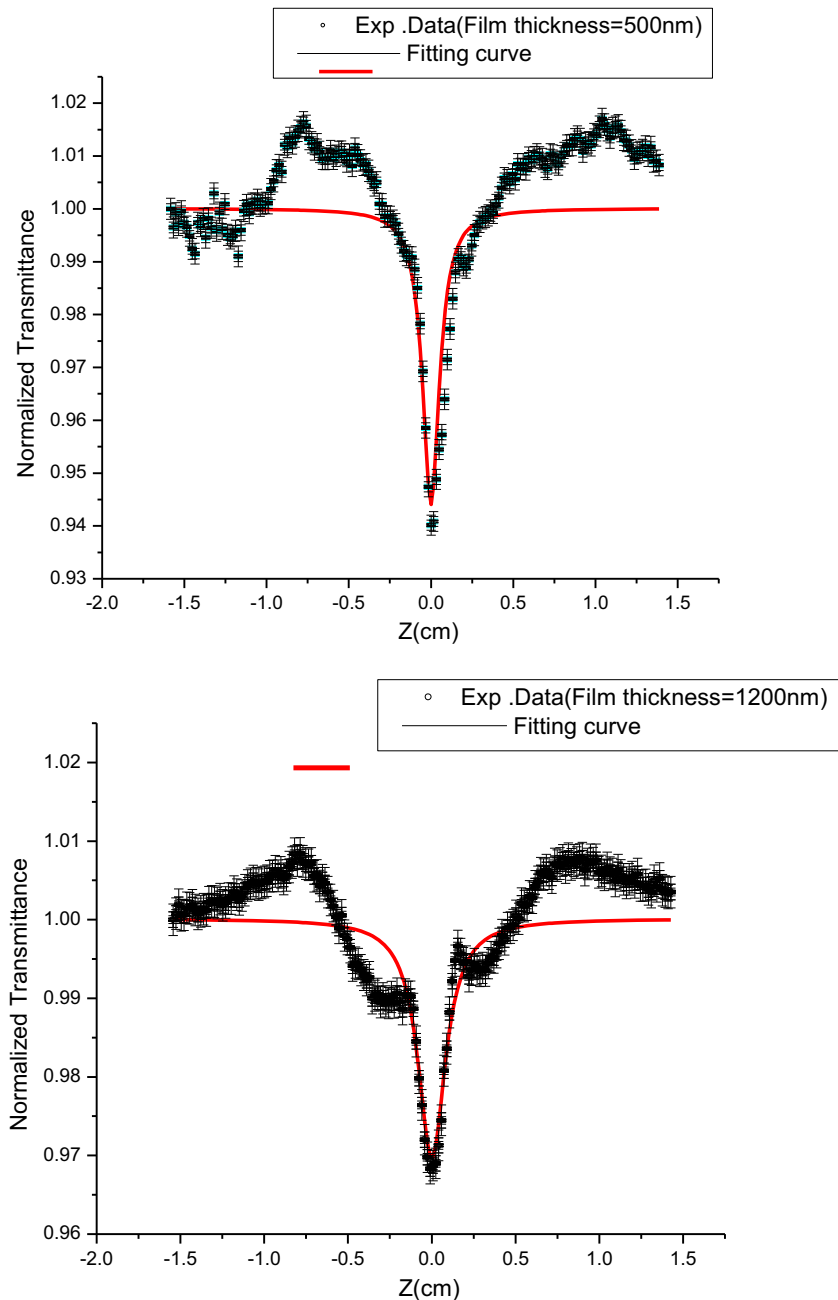 Exp .Data(Film thickness=500nm)
Fitting curve
1.02
1.01
1.00
0.99
0.98
0.97
0.96
0.95
0.94
0.93
Normalized Transmittance
-2.0 -1.5 -1.0 -0.5 0.0 0.5 1.0 1.5
Z(cm)
Exp .Data(Film thickness=1200nm)
Fitting curve
1.02
1.01
1.00
0.99
0.98
0.97
0.96
Normalized Transmittance
-2.0 -1.5 -1.0 -0.5 0.0 0.5 1.0 1.5
Z(cm)